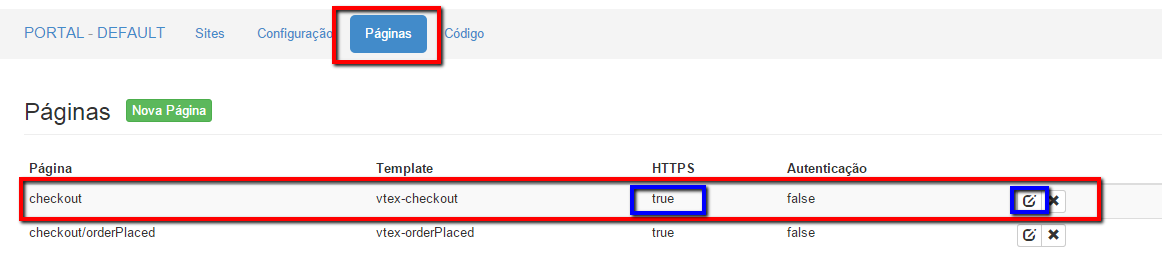 PORTAL - DEFAULT Sites Configuração Páginas Código
Páginas Nova Página
Página Template HTTPS Autenticação
checkout vtex-checkout true false
checkout/orderPlaced vtex-orderPlaced true false